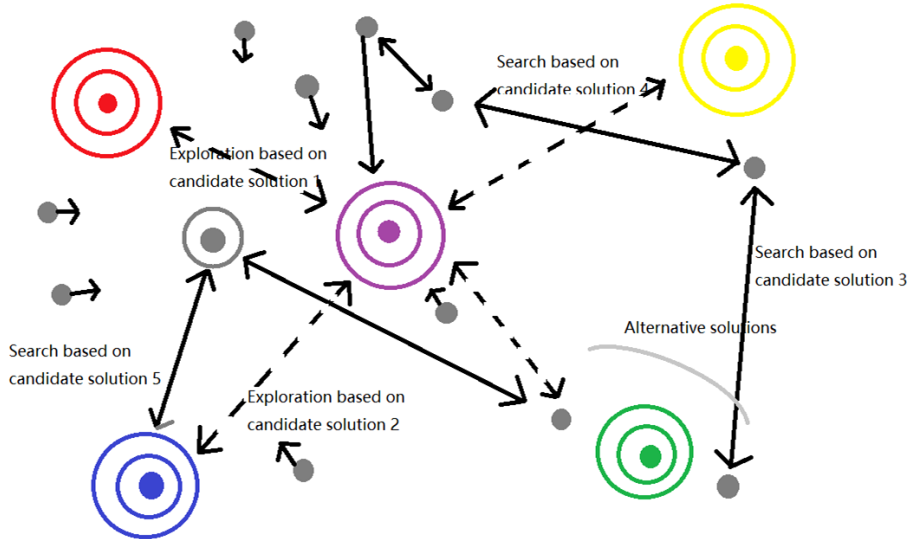 Search based on
candidate solution 4
Exploration based on
candidate solution 1
Search based on
candidate solution 3
Alternative solutions
Search based on
candidate solution 5
Exploration based on
candidate solution 2